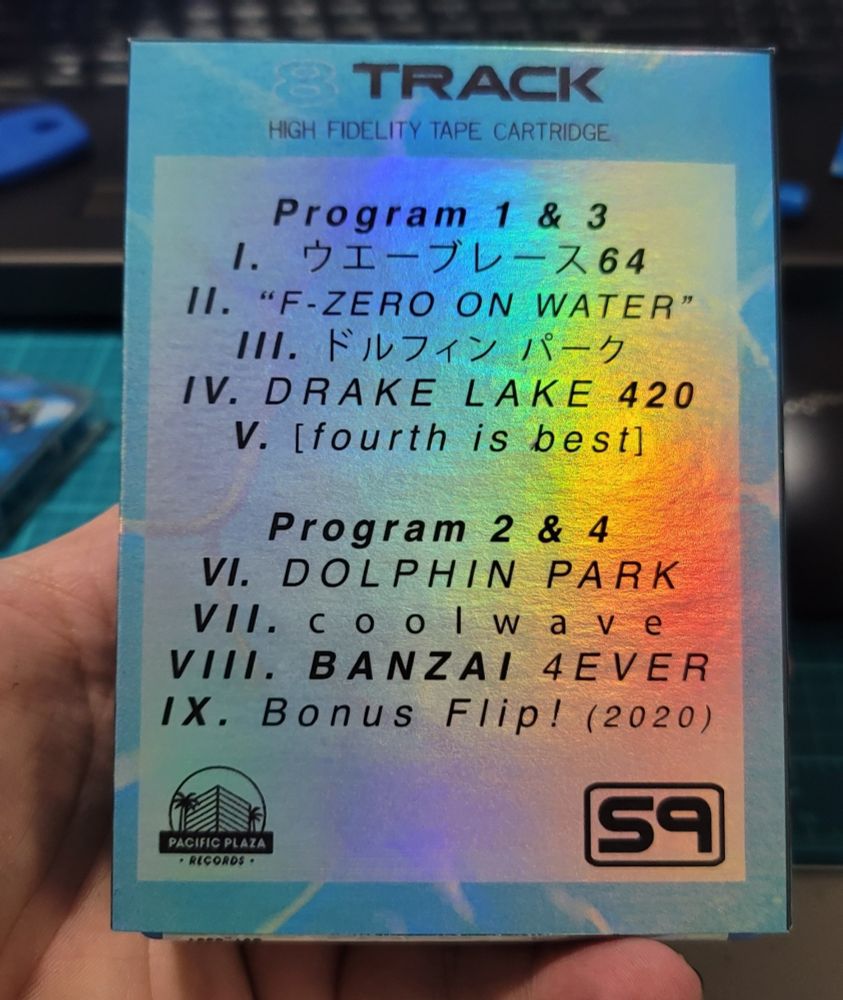 8 TRACK
HIGH FIDELITY TAPE CARTRIDGE
Program 1 & 3
I. ウエーブレース64
II. “F-ZERO ON WATER”
III. ドルフィン パーク
IV. DRAKE LAKE 420
V. [fourth is best]
Program 2 & 4
VI. DOLPHIN PARK
VII. coolwave
VIII. BANZAI 4EVER
IX. Bonus Flip! (2020)
PACIFIC PLAZA
• RECORDS •
S9